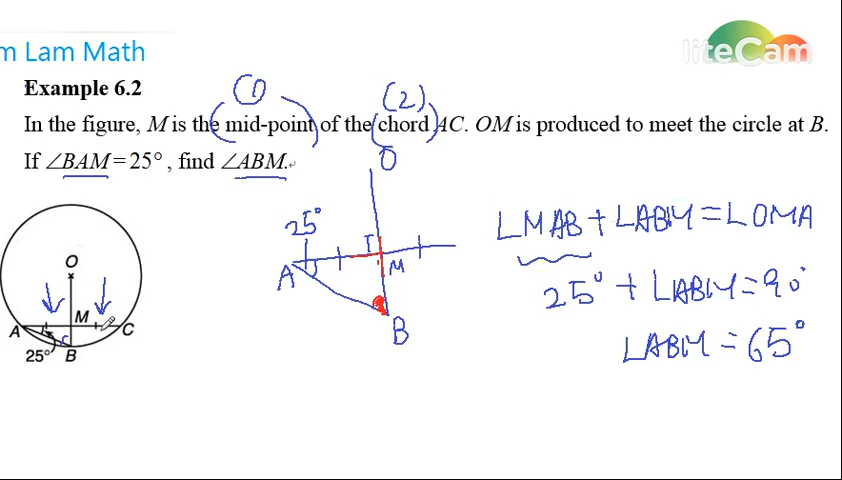 m Lam Math
liteCam
Example 6.2
(1)
(2)
In the figure, M is the mid-point of the chord AC. OM is produced to meet the circle at B.
If ∠BAM = 25°, find ∠ABM.
O
M
A
C
25°
B
O
25°
A
M
B
∠MAB + ∠ABM = ∠OMA
25° + ∠ABM = 90°
∠ABM = 65°